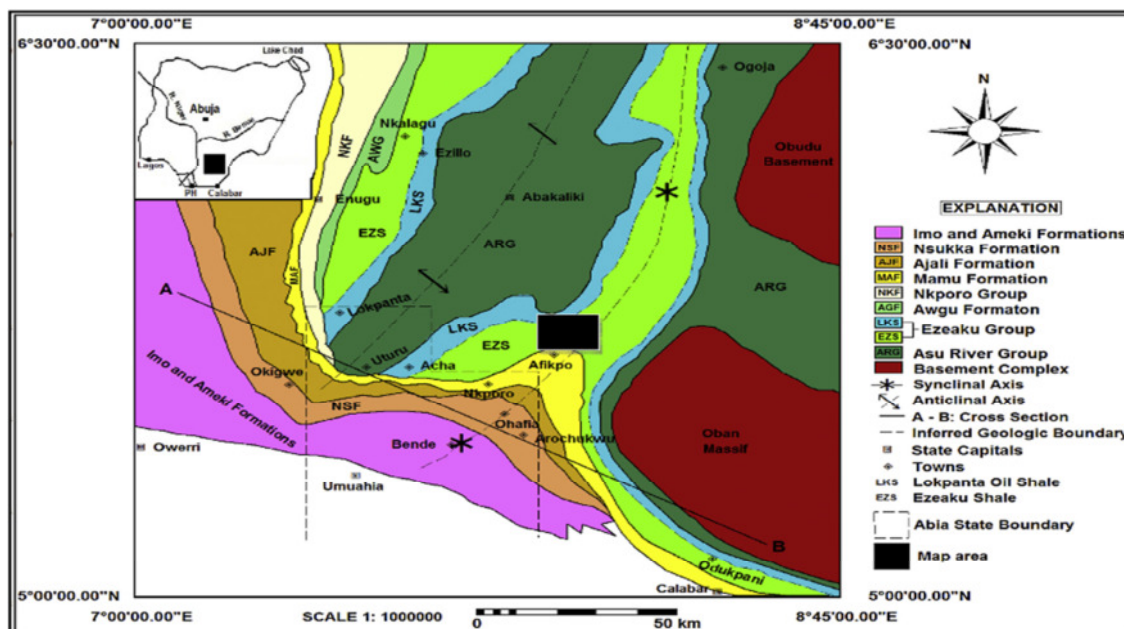 7°00'00.00"E
8°45'00.00"E
6°30'00.00"N
6°30'00.00"N
Lake Chad
R. Niger
Abuja
R. Benue
Lagos
PH
Calabar
N
Ogoja
Nkalagu
NKF
AWG
Ezillo
Obudu
Basement
Enugu
LKS
Abakaliki
EZS
AJF
MAF
ARG
ARG
A
Lokpanta
LKS
EZS
Uturu
Acha
Afikpo
Okigwe
Nkporo
Imo and Ameki Formations
NSF
Ohafia
Oban
Massif
Bende
Arochukwu
Owerri
Umuahia
B
Odukpani
Calabar
EXPLANATION
Imo and Ameki Formations
NSF Nsukka Formation
AJF Ajali Formation
MAF Mamu Formation
NKF Nkporo Group
AGF Awgu Formaton
LKS
EZS
Ezeaku Group
ARG Asu River Group
Basement Complex
Synclinal Axis
Anticlinal Axis
A - B: Cross Section
Inferred Geologic Boundary
State Capitals
Towns
LKS Lokpanta Oil Shale
EZS Ezeaku Shale
Abia State Boundary
Map area
5°00'00.00"N
5°00'00.00"N
7°00'00.00"E
SCALE 1: 1000000
0
50 km
8°45'00.00"E